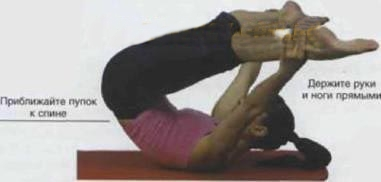 Приближайте пупок
к спине
Держите руки
и ноги прямыми